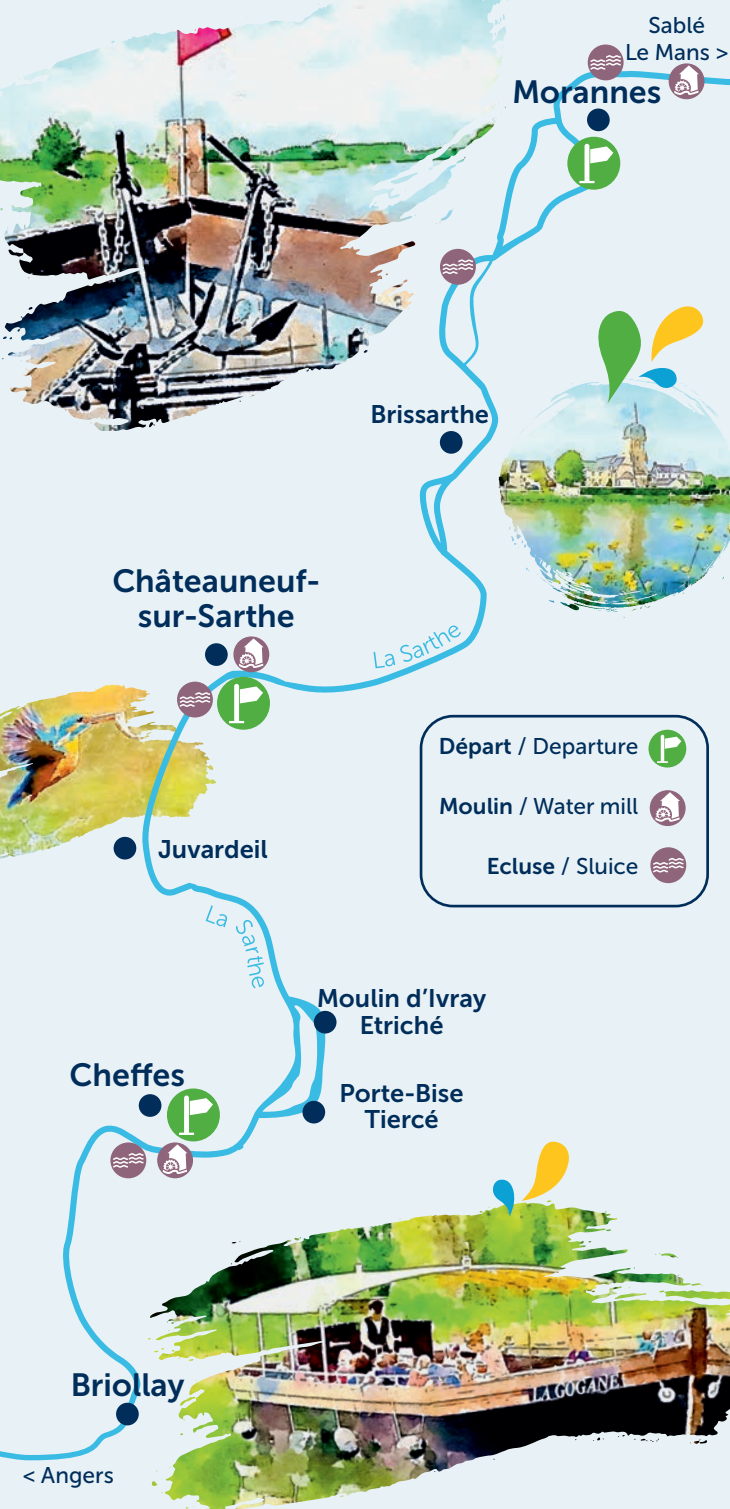 Sablé
Le Mans >
Morannes
Brissarthe
Châteauneuf-
sur-Sarthe
La Sarthe
Départ / Departure
Moulin / Water mill
Ecluse / Sluice
Juvardeil
La Sarthe
Moulin d’Ivray
Etriché
Cheffes
Porte-Bise
Tiercé
LA GOGANE
Briollay
< Angers